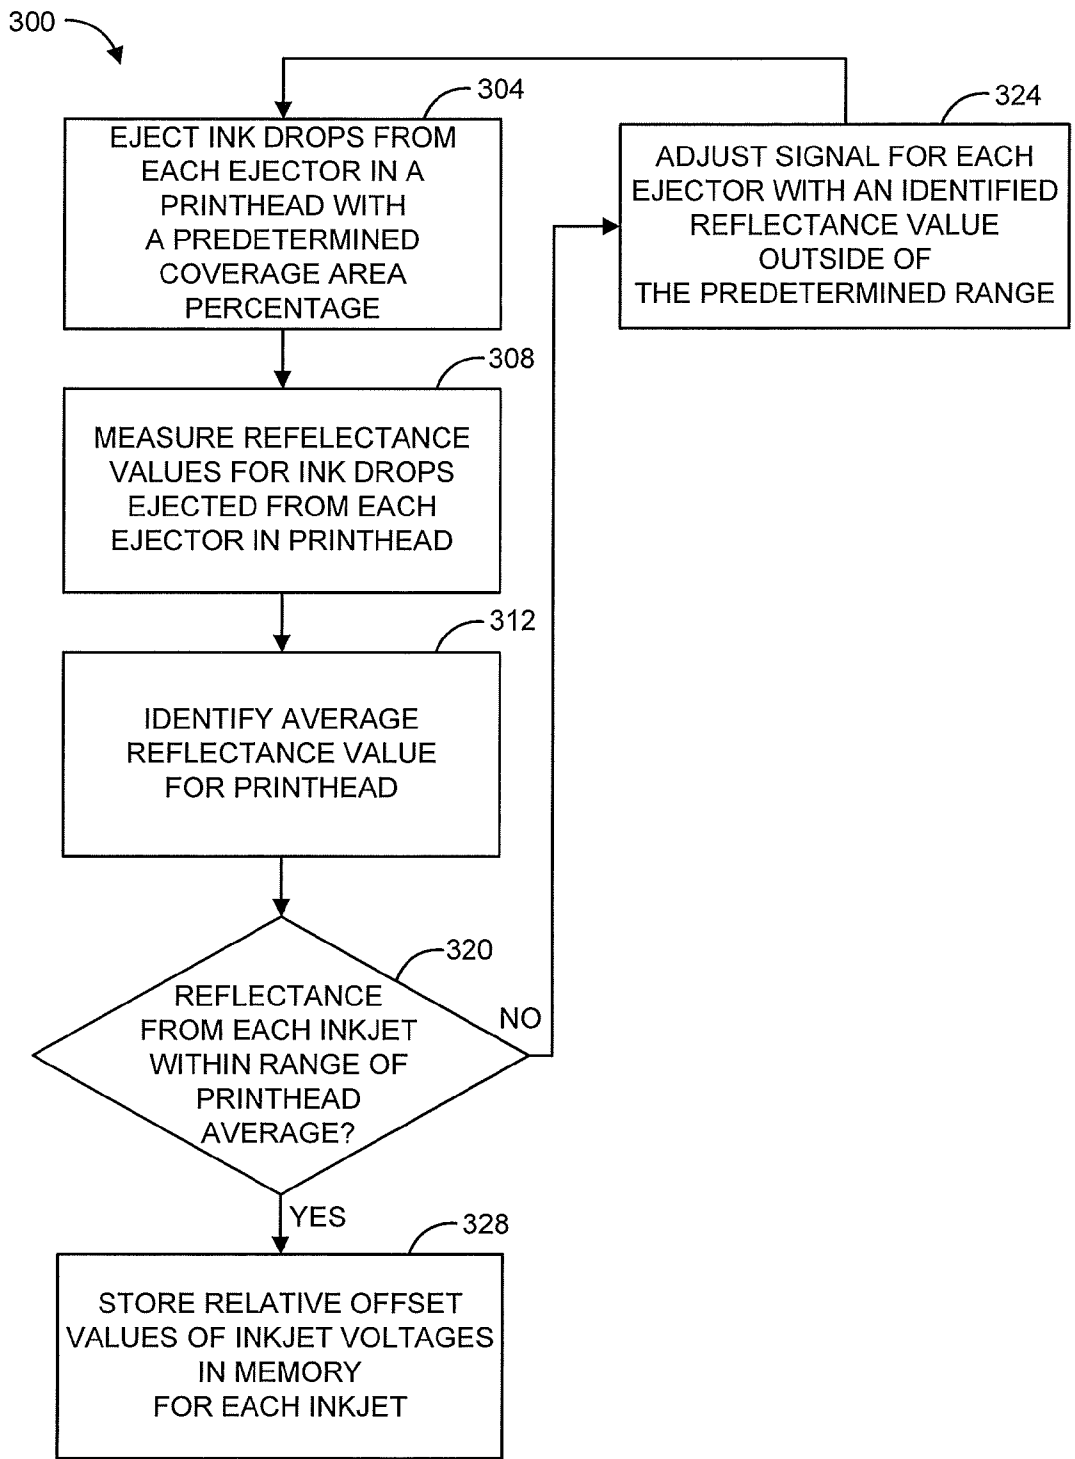 300
304
EJECT INK DROPS FROM
EACH EJECTOR IN A
PRINTHEAD WITH
A PREDETERMINED
COVERAGE AREA
PERCENTAGE
324
ADJUST SIGNAL FOR EACH
EJECTOR WITH AN IDENTIFIED
REFLECTANCE VALUE
OUTSIDE OF
THE PREDETERMINED RANGE
308
MEASURE REFELECTANCE
VALUES FOR INK DROPS
EJECTED FROM EACH
EJECTOR IN PRINTHEAD
312
IDENTIFY AVERAGE
REFLECTANCE VALUE
FOR PRINTHEAD
320
REFLECTANCE
FROM EACH INKJET
WITHIN RANGE OF
PRINTHEAD
AVERAGE?
NO
YES
328
STORE RELATIVE OFFSET
VALUES OF INKJET VOLTAGES
IN MEMORY
FOR EACH INKJET